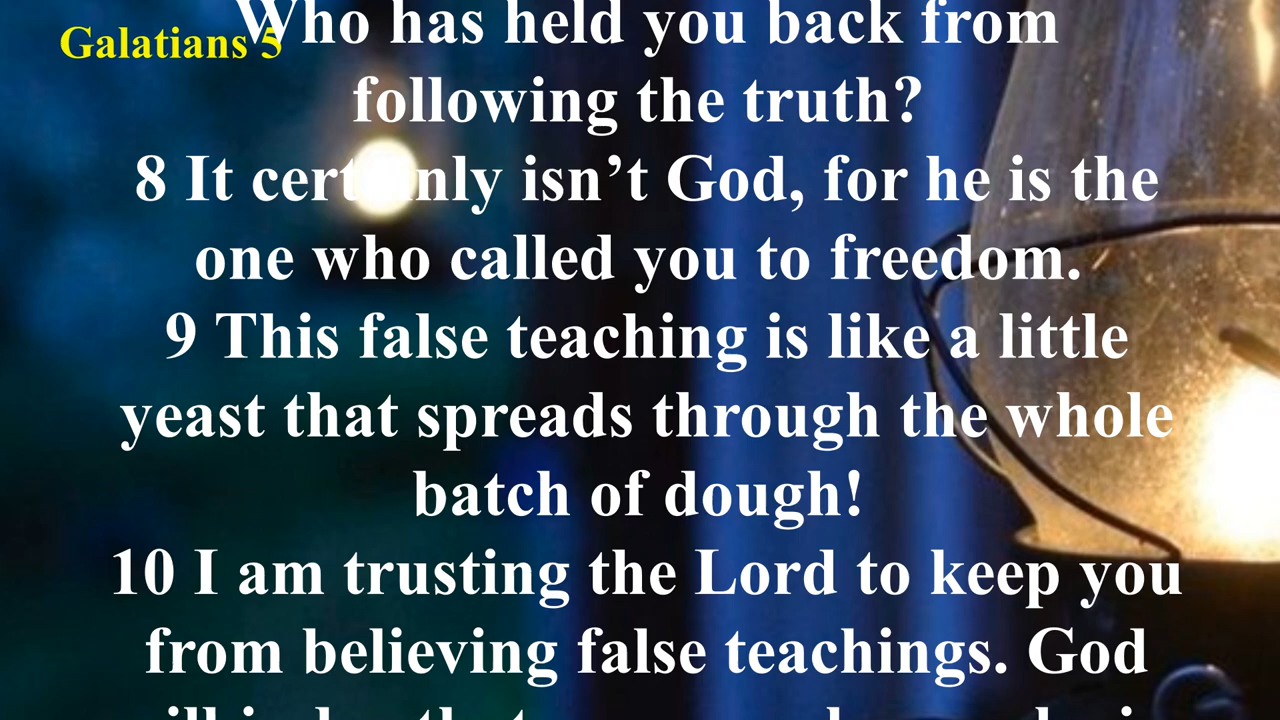 Galatians 5
Who has held you back from
following the truth?
8 It certainly isn’t God, for he is the
one who called you to freedom.
9 This false teaching is like a little
yeast that spreads through the whole
batch of dough!
10 I am trusting the Lord to keep you
from believing false teachings. God